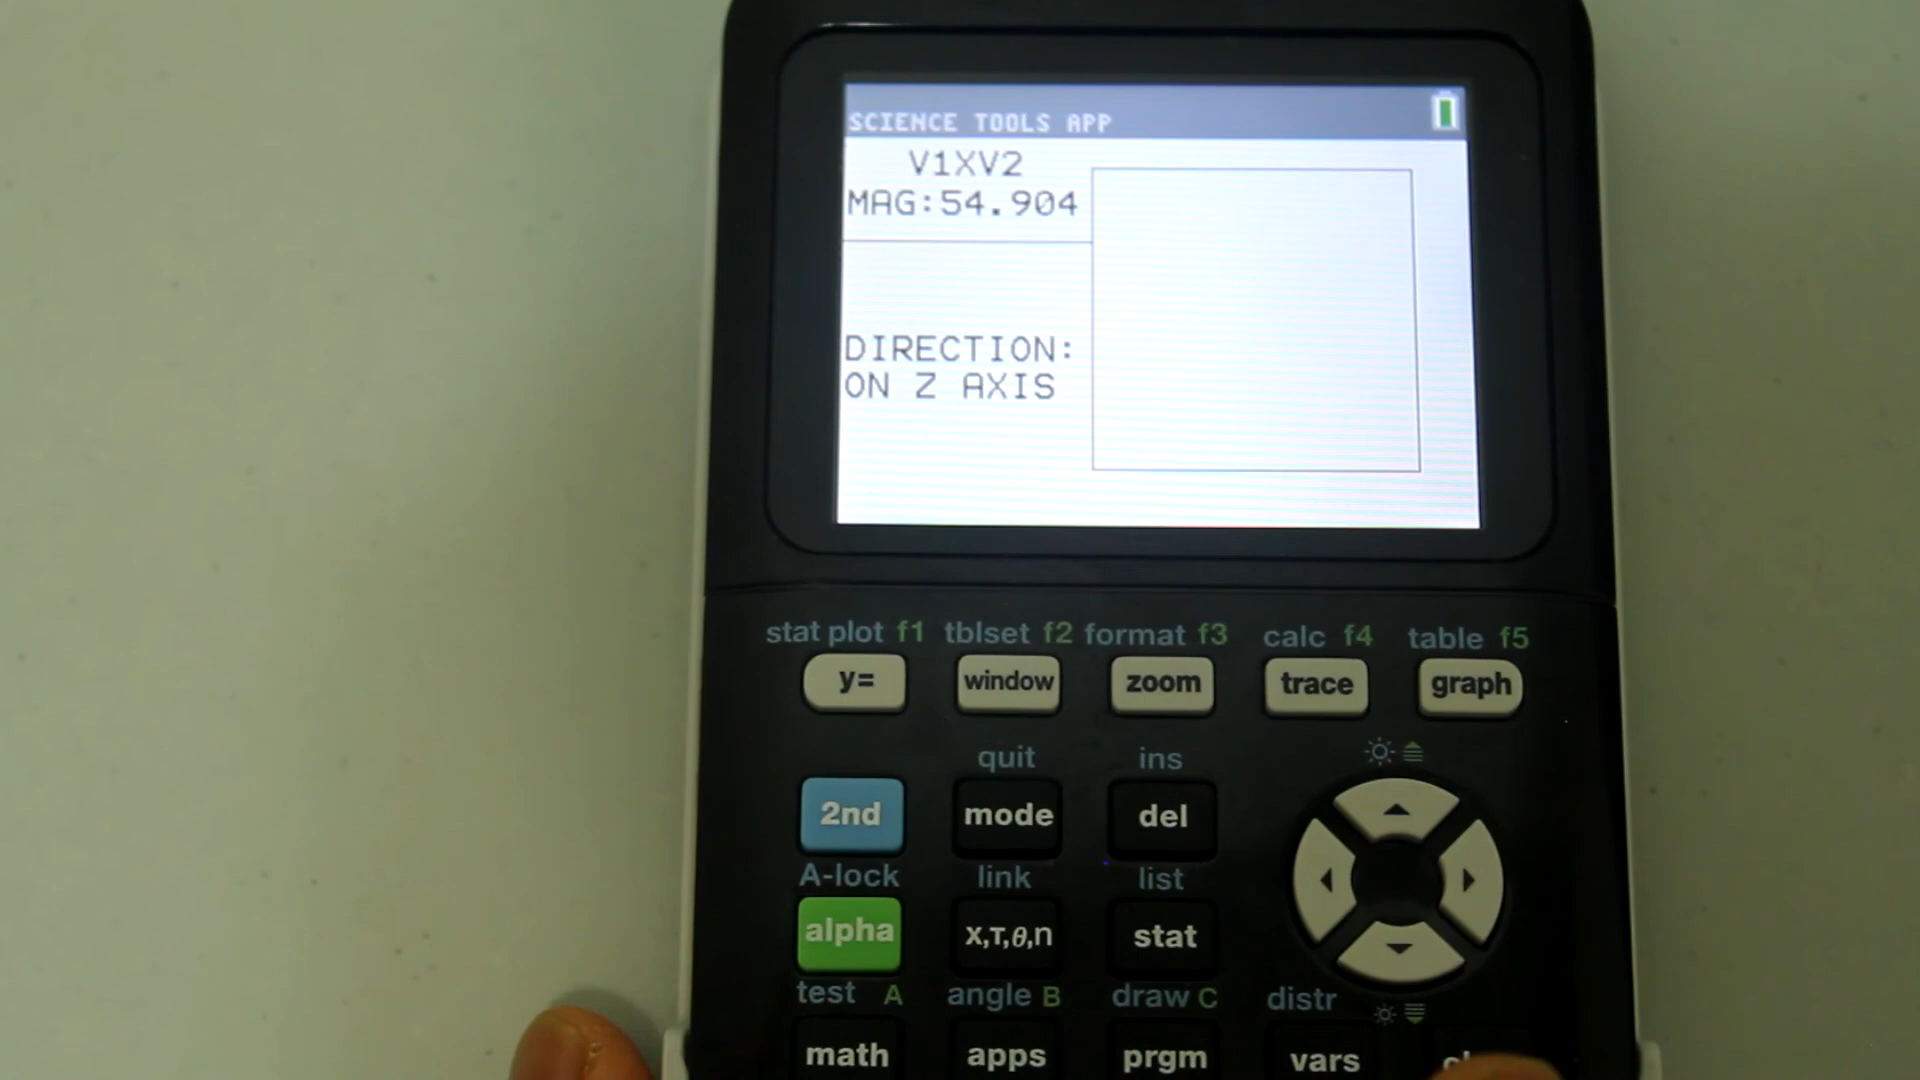 SCIENCE TOOLS APP
V1XV2
MAG:54.904
DIRECTION:
ON Z AXIS
stat plot f1 tblset f2 format f3 calc f4 table f5
y= window zoom trace graph
quit ins
2nd mode del
A-lock link list
alpha X,T,θ,n stat
test A angle B draw C distr
math apps prgm vars